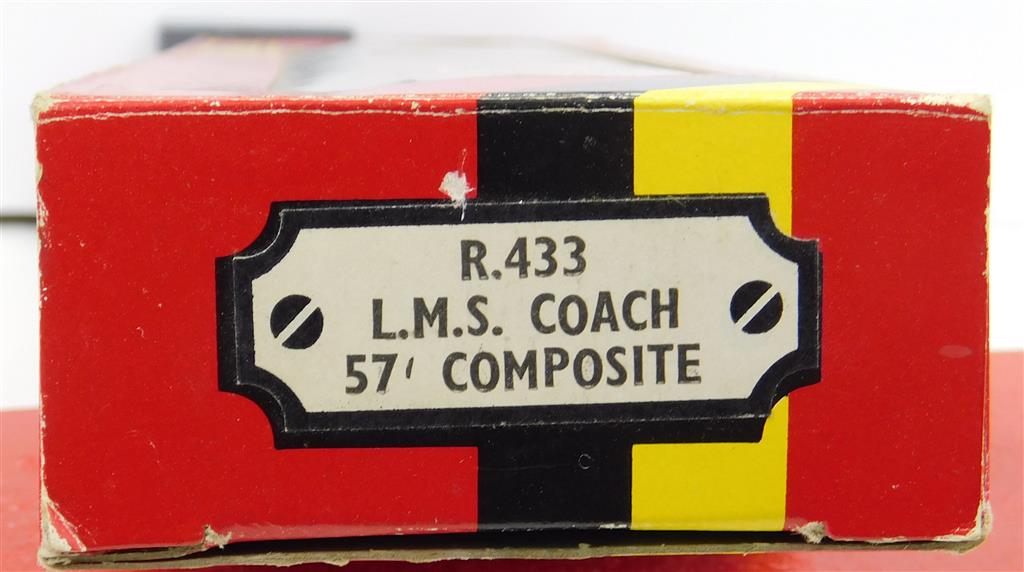 R.433
L.M.S. COACH
57' COMPOSITE